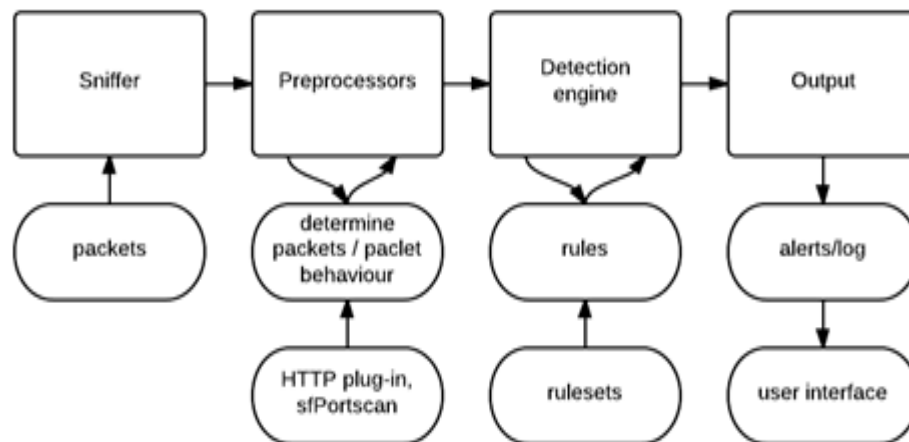 Sniffer
Preprocessors
Detection
engine
Output
packets
determine
packets / paclet
behaviour
rules
alerts/log
HTTP plug-in,
sfPortscan
rulesets
user interface